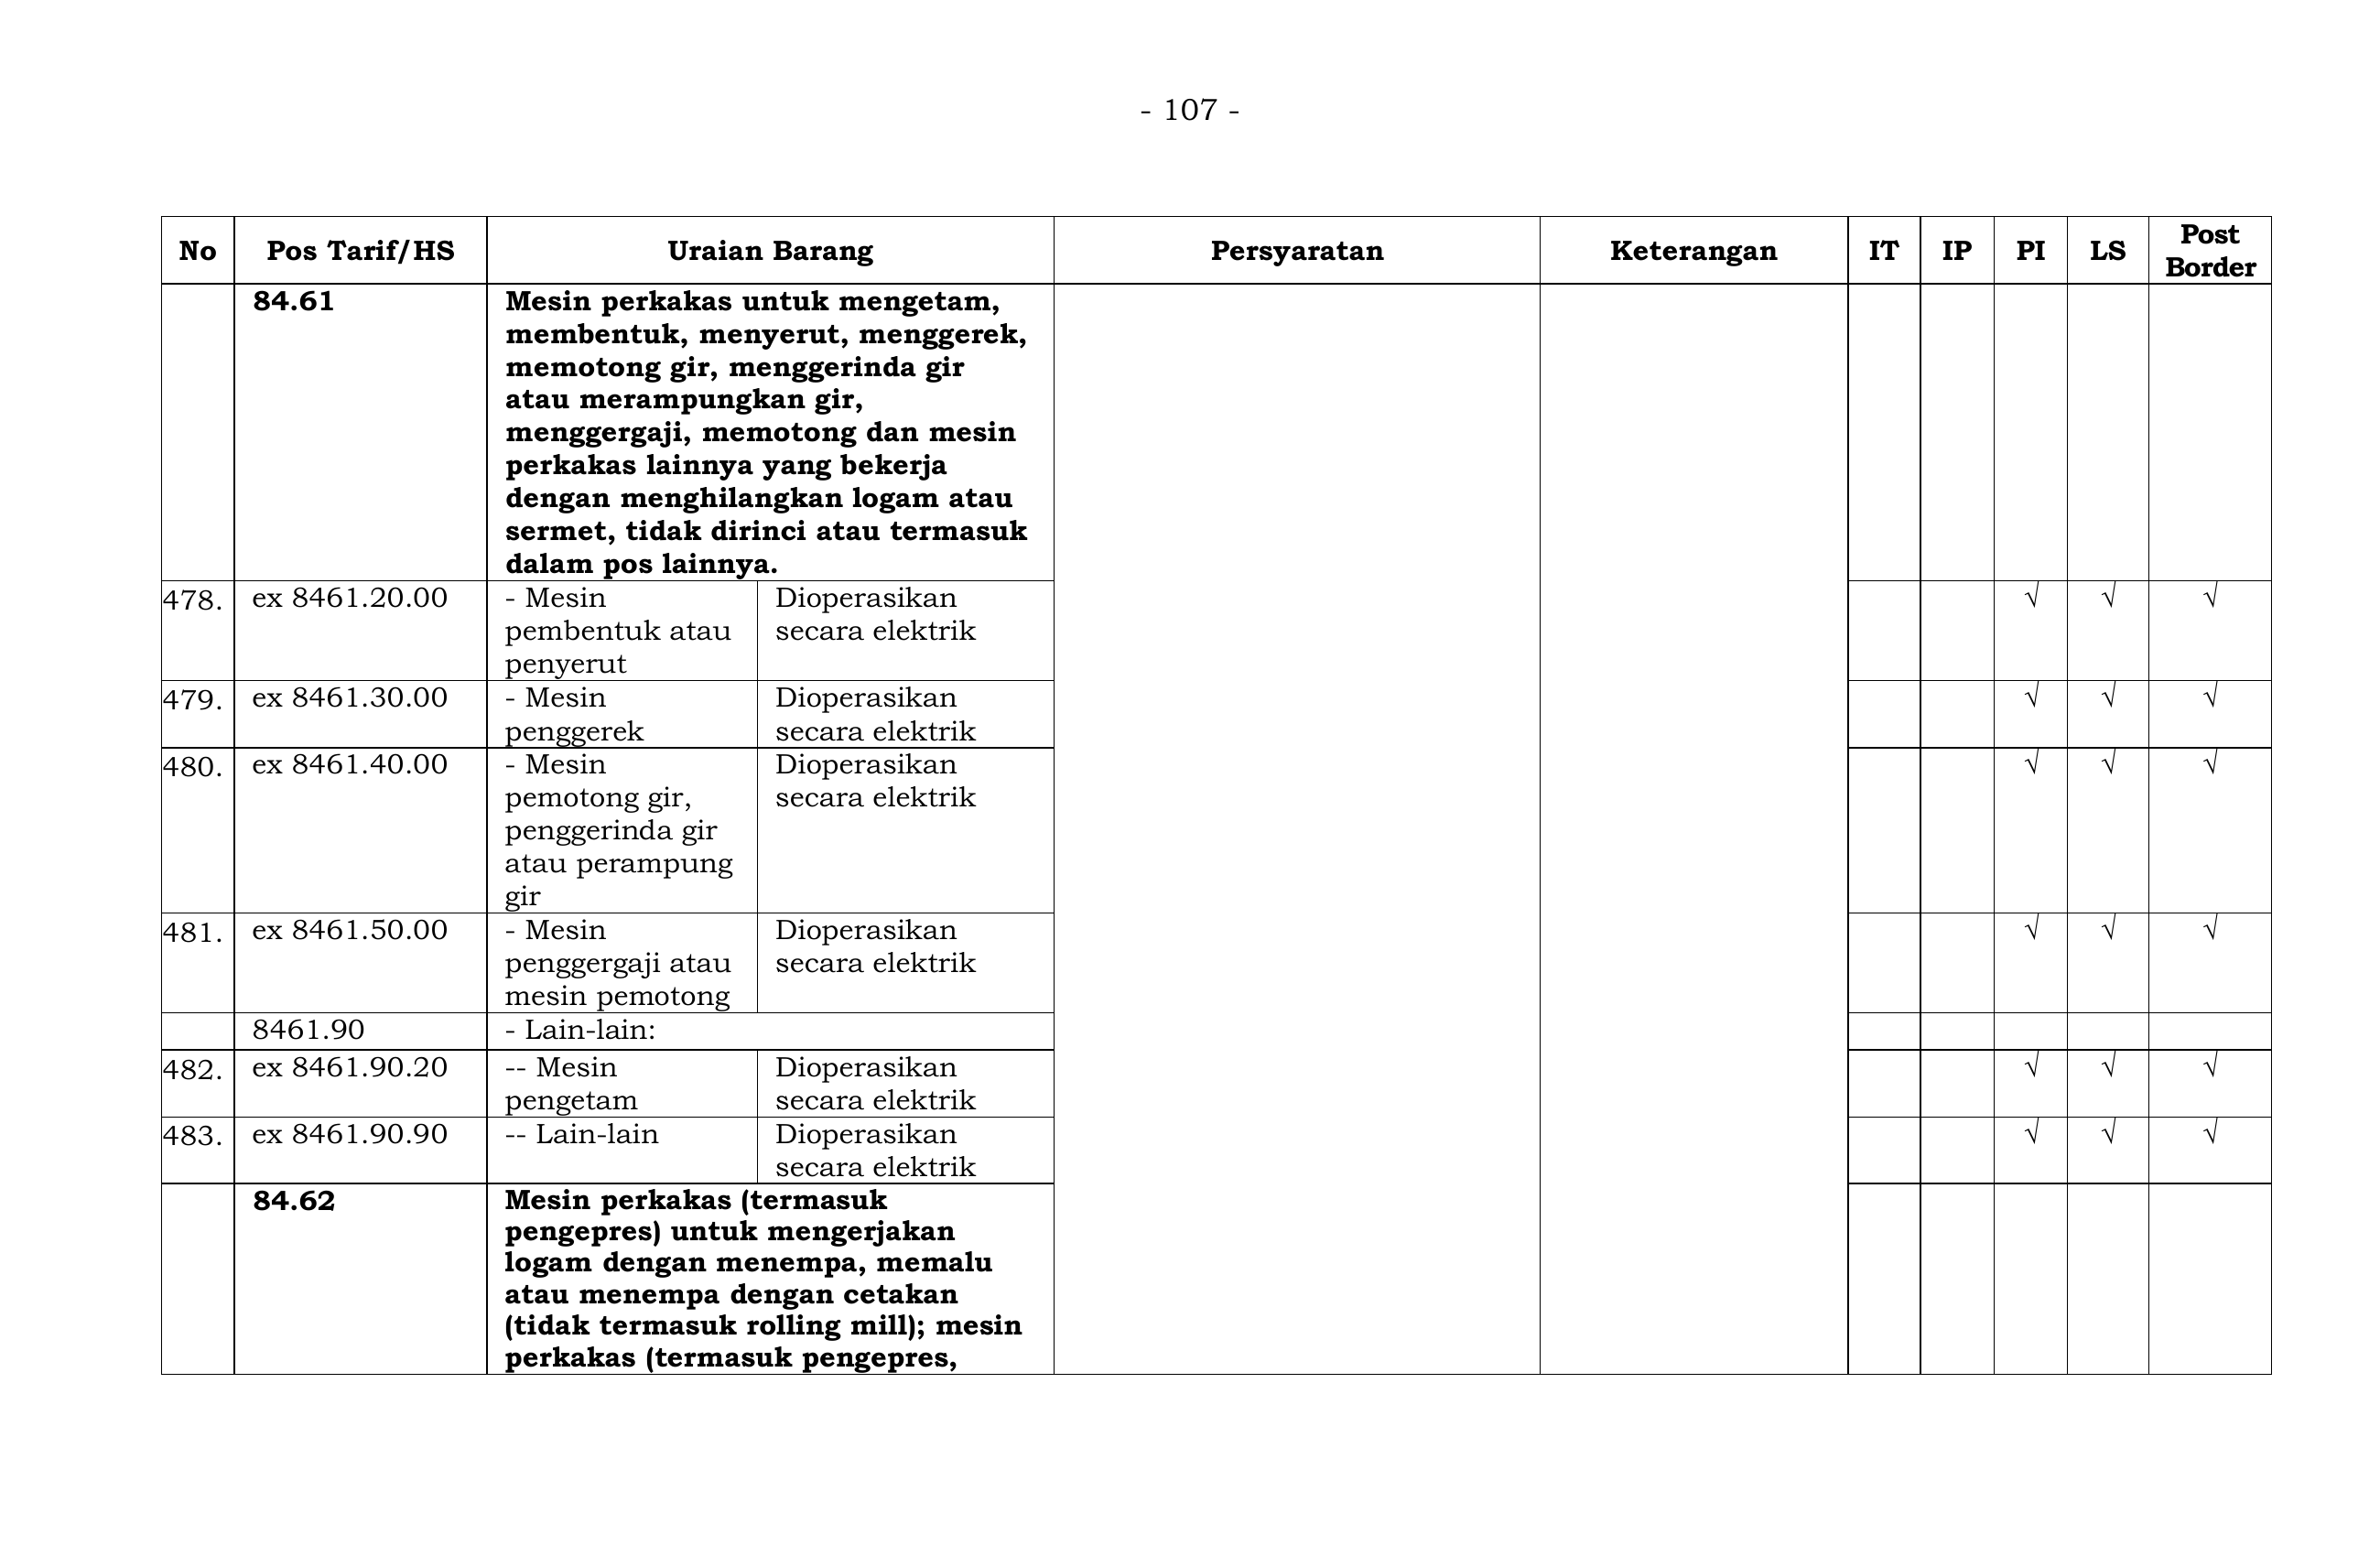 - 107 -
No Pos Tarif/HS Uraian Barang Persyaratan Keterangan IT IP PI LS Post Border
84.61 Mesin perkakas untuk mengetam,
membentuk, menyerut, menggerek,
memotong gir, menggerinda gir
atau merampungkan gir,
menggergaji, memotong dan mesin
perkakas lainnya yang bekerja
dengan menghilangkan logam atau
sermet, tidak dirinci atau termasuk
dalam pos lainnya.
478. ex 8461.20.00 - Mesin Dioperasikan √ √ √
pembentuk atau secara elektrik
penyerut
479. ex 8461.30.00 - Mesin Dioperasikan √ √ √
penggerek secara elektrik
480. ex 8461.40.00 - Mesin Dioperasikan √ √ √
pemotong gir, secara elektrik
penggerinda gir
atau perampung
gir
481. ex 8461.50.00 - Mesin Dioperasikan √ √ √
penggergaji atau secara elektrik
mesin pemotong
8461.90 - Lain-lain:
482. ex 8461.90.20 -- Mesin Dioperasikan √ √ √
pengetam secara elektrik
483. ex 8461.90.90 -- Lain-lain Dioperasikan √ √ √
secara elektrik
84.62 Mesin perkakas (termasuk
pengepres) untuk mengerjakan
logam dengan menempa, memalu
atau menempa dengan cetakan
(tidak termasuk rolling mill); mesin
perkakas (termasuk pengepres,